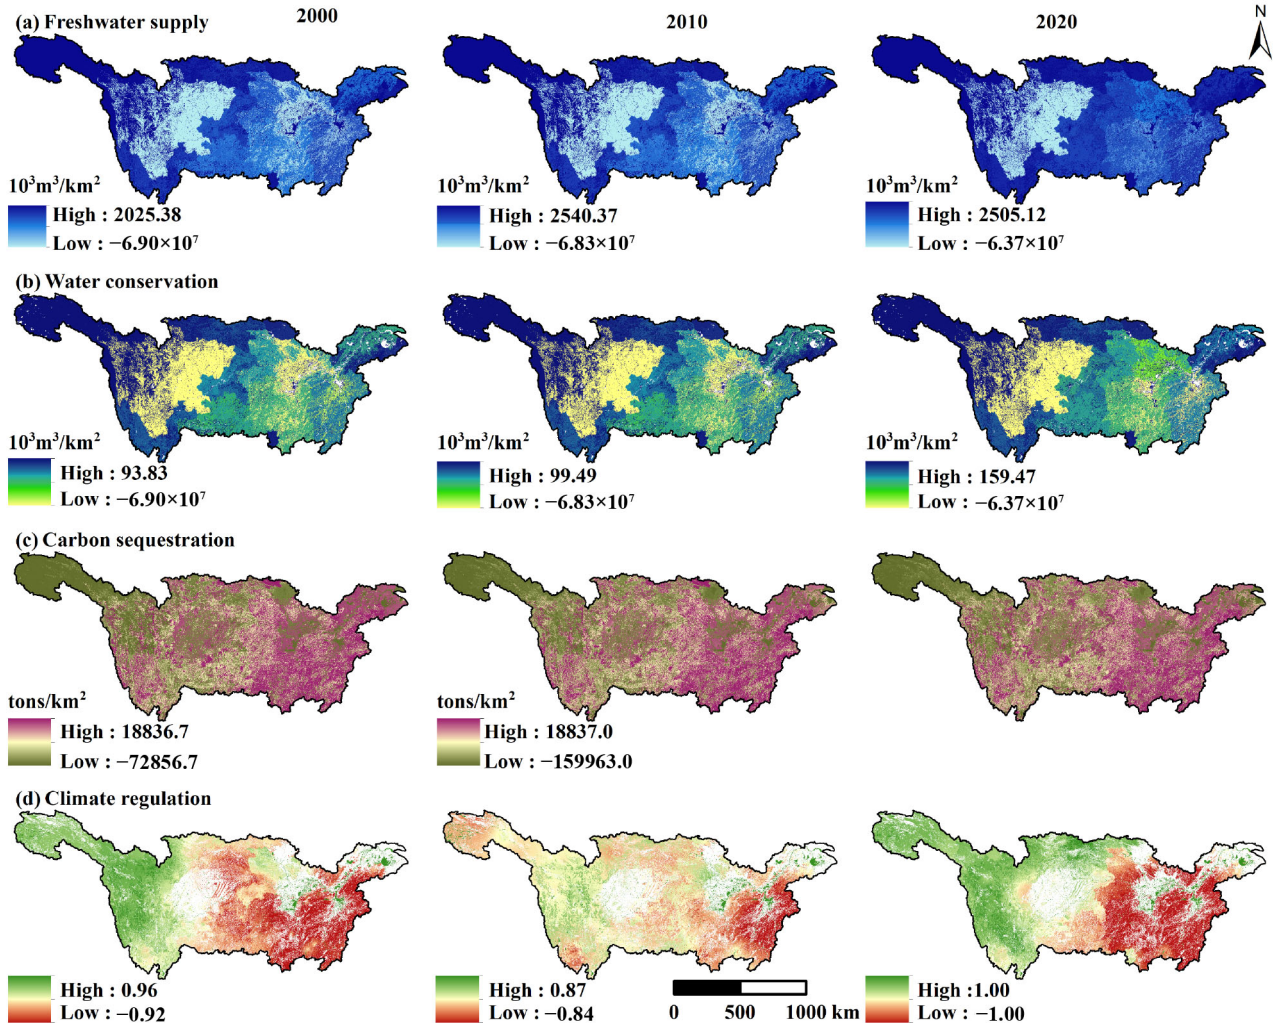 2000
2010
2020
N
(a) Freshwater supply
10³m³/km²
High : 2025.38
Low : −6.90×10⁷
10³m³/km²
High : 2540.37
Low : −6.83×10⁷
10³m³/km²
High : 2505.12
Low : −6.37×10⁷
(b) Water conservation
10³m³/km²
High : 93.83
Low : −6.90×10⁷
10³m³/km²
High : 99.49
Low : −6.83×10⁷
10³m³/km²
High : 159.47
Low : −6.37×10⁷
(c) Carbon sequestration
tons/km²
High : 18836.7
Low : −72856.7
tons/km²
High : 18837.0
Low : −159963.0
(d) Climate regulation
High : 0.96
Low : −0.92
High : 0.87
Low : −0.84
0 500 1000 km
High :1.00
Low : −1.00